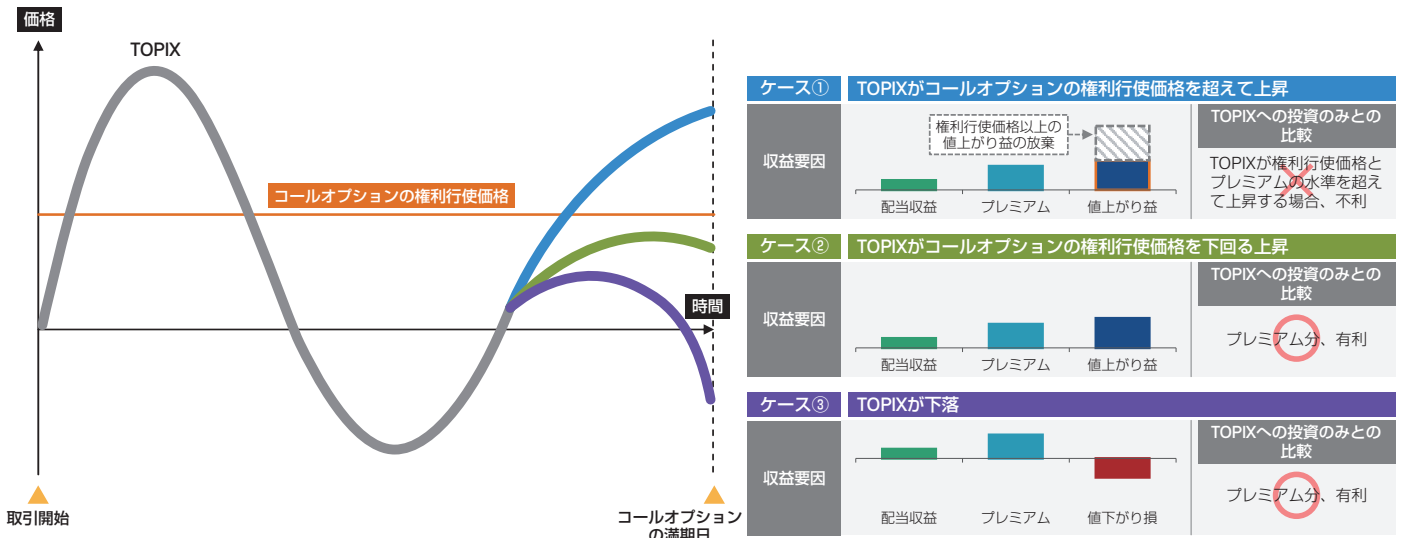 価格
TOPIX
コールオプションの権利行使価格
時間
取引開始
コールオプション
の満期日
ケース① TOPIXがコールオプションの権利行使価格を超えて上昇
収益要因
権利行使価格以上の
値上がり益の放棄
配当収益 プレミアム 値上がり益
TOPIXへの投資のみとの
比較
TOPIXが権利行使価格と
プレミアムの水準を超え
て上昇する場合、不利
ケース② TOPIXがコールオプションの権利行使価格を下回る上昇
収益要因
配当収益 プレミアム 値上がり益
TOPIXへの投資のみとの
比較
プレミアム分、有利
ケース③ TOPIXが下落
収益要因
配当収益 プレミアム 値下がり損
TOPIXへの投資のみとの
比較
プレミアム分、有利